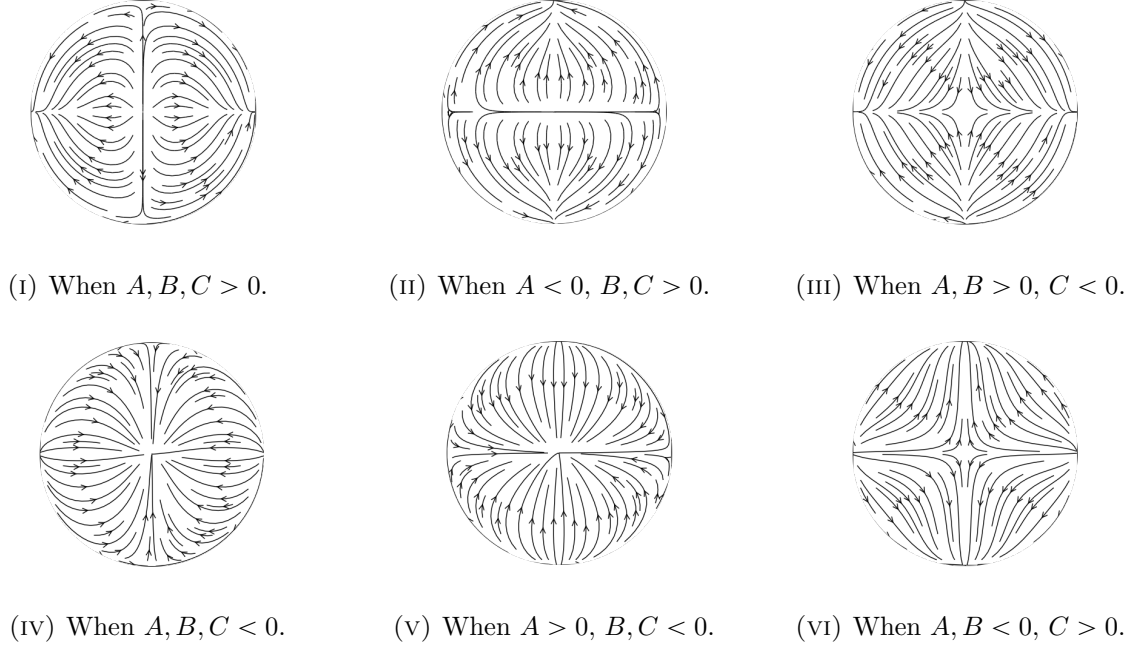 (I) When A, B, C > 0. (II) When A < 0, B, C > 0. (III) When A, B > 0, C < 0.
(IV) When A, B, C < 0. (V) When A > 0, B, C < 0. (VI) When A, B < 0, C > 0.